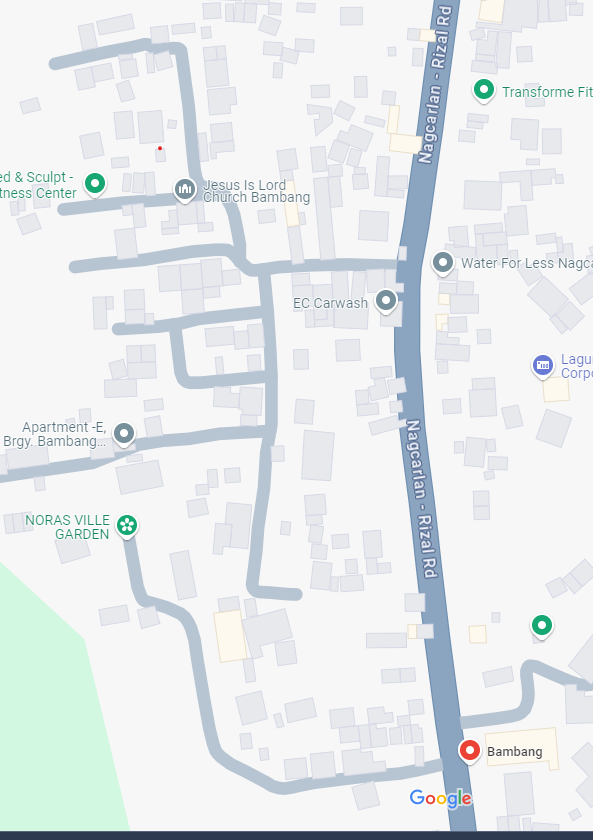 Nagcarlan - Rizal Rd
Transforme Fit
ed & Sculpt -
tness Center
Jesus Is Lord
Church Bambang
Water For Less Nagca
EC Carwash
Lagu
Corpo
Apartment -E,
Brgy. Bambang...
Nagcarlan - Rizal Rd
NORAS VILLE
GARDEN
Bambang
Google